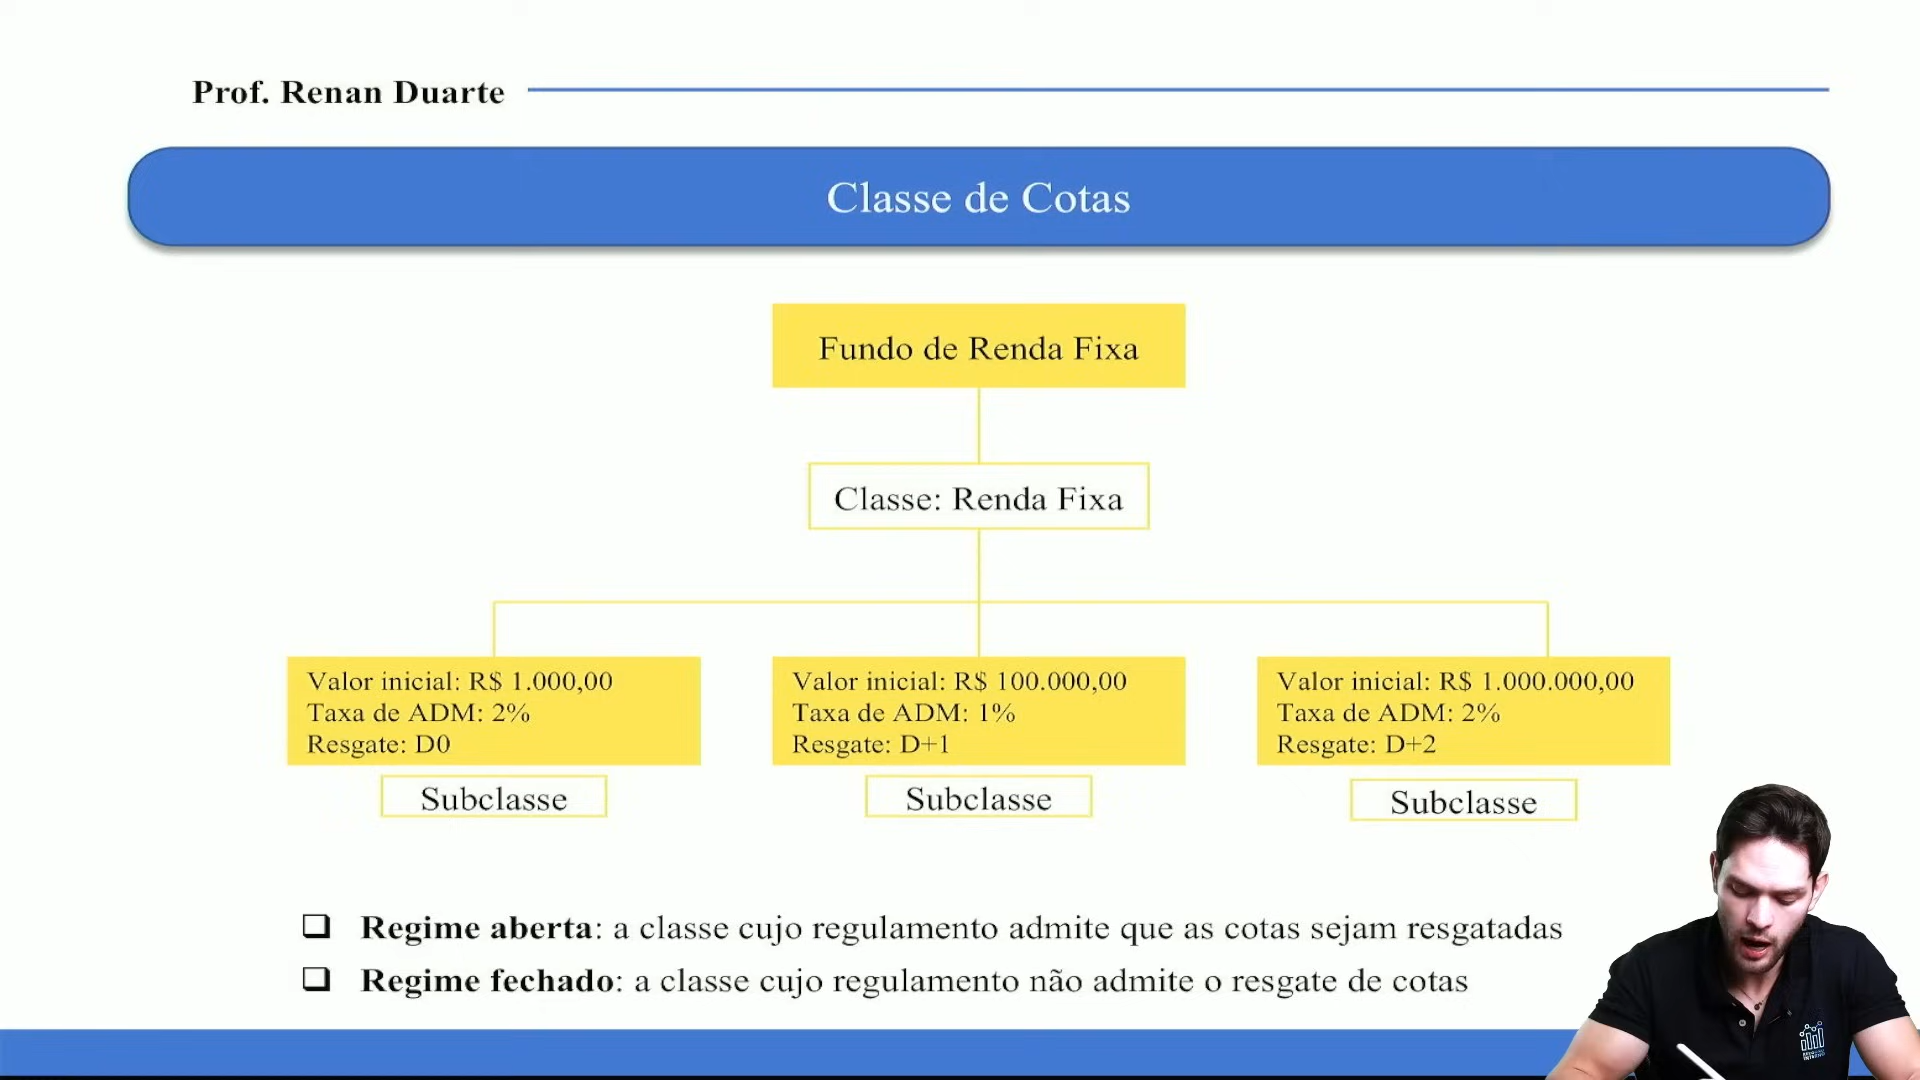 Prof. Renan Duarte
Classe de Cotas
Fundo de Renda Fixa
Classe: Renda Fixa
Valor inicial: R$ 1.000,00
Taxa de ADM: 2%
Resgate: D0
Subclasse
Valor inicial: R$ 100.000,00
Taxa de ADM: 1%
Resgate: D+1
Subclasse
Valor inicial: R$ 1.000.000,00
Taxa de ADM: 2%
Resgate: D+2
Subclasse
Regime aberta: a classe cujo regulamento admite que as cotas sejam resgatadas
Regime fechado: a classe cujo regulamento não admite o resgate de cotas